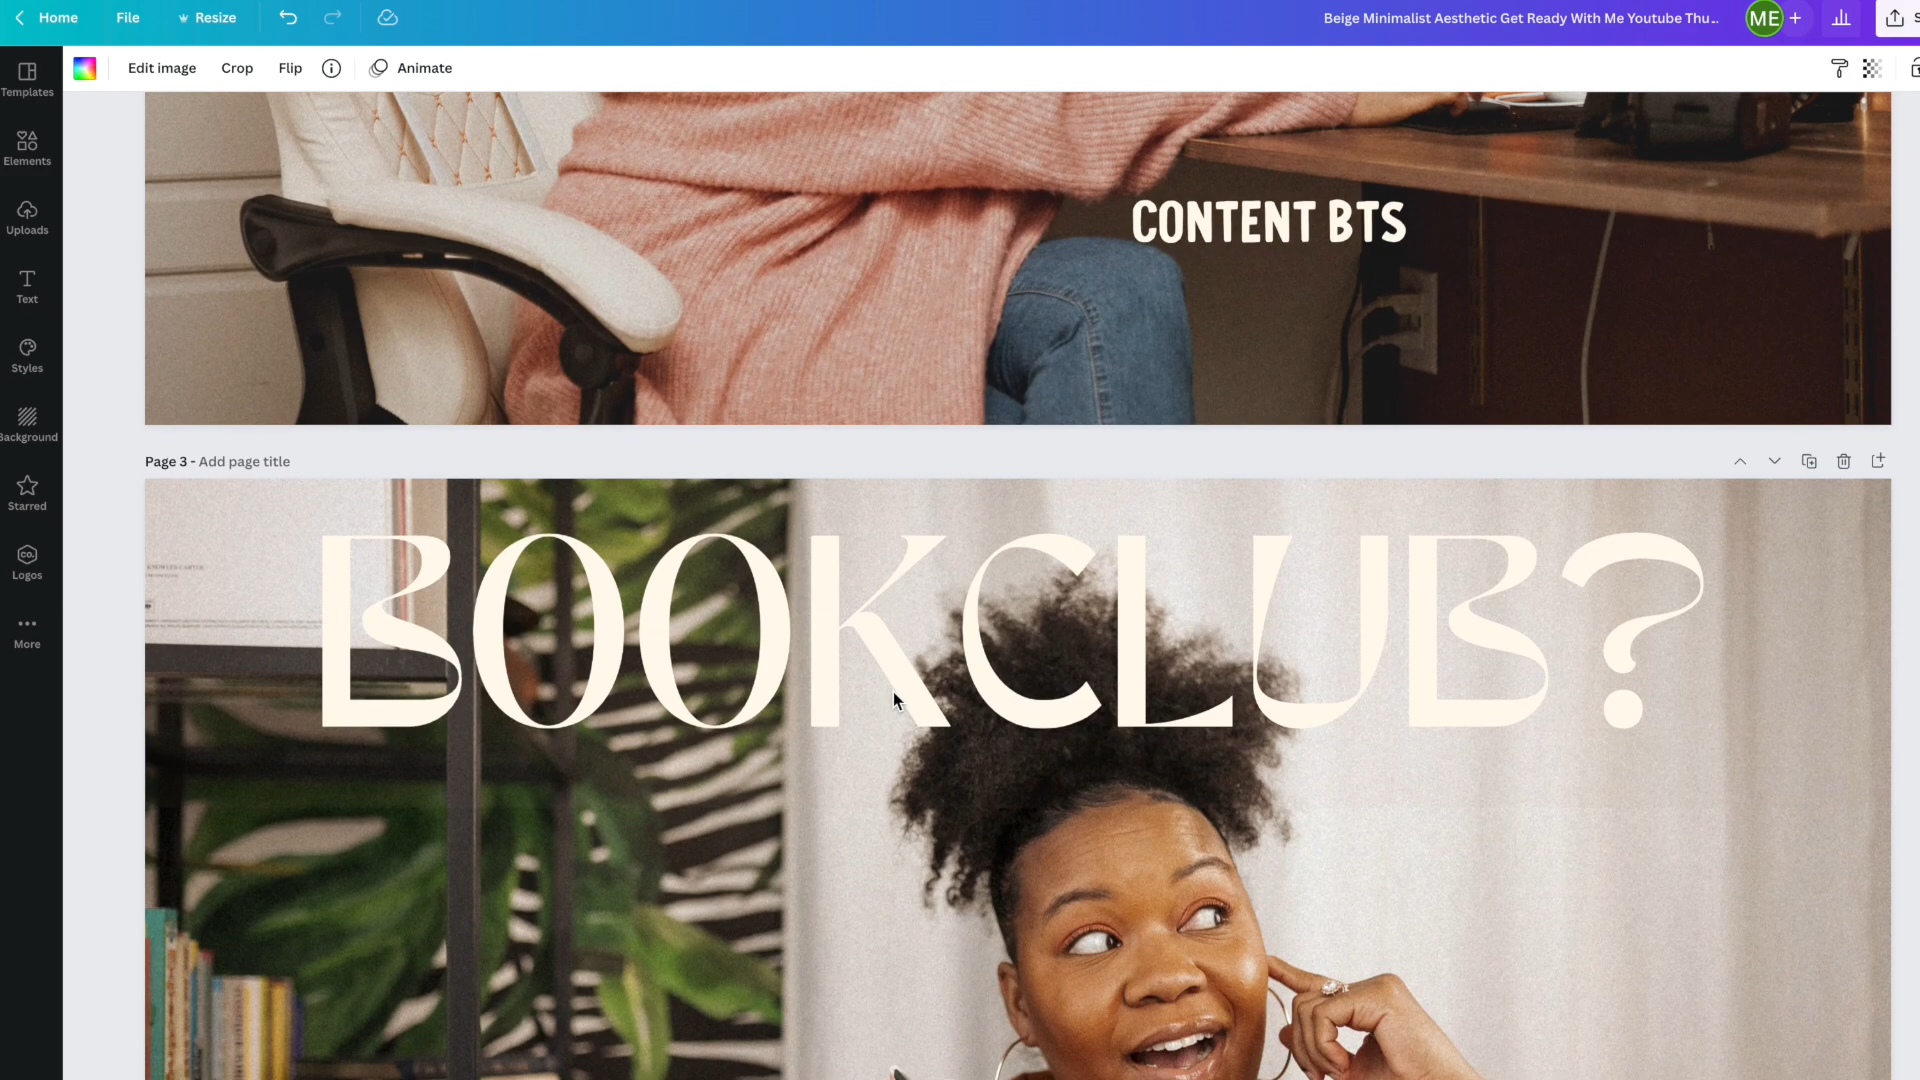 Home File Resize Beige Minimalist Aesthetic Get Ready With Me Youtube Thu... ME +
Edit image Crop Flip Animate
Templates
Elements
Uploads
Text
Styles
Background
Starred
co.
Logos
More
CONTENT BTS
Page 3 - Add page title
BOOKCLUB?